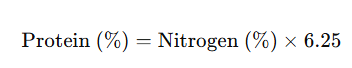 Protein (%) = Nitrogen (%) × 6.25